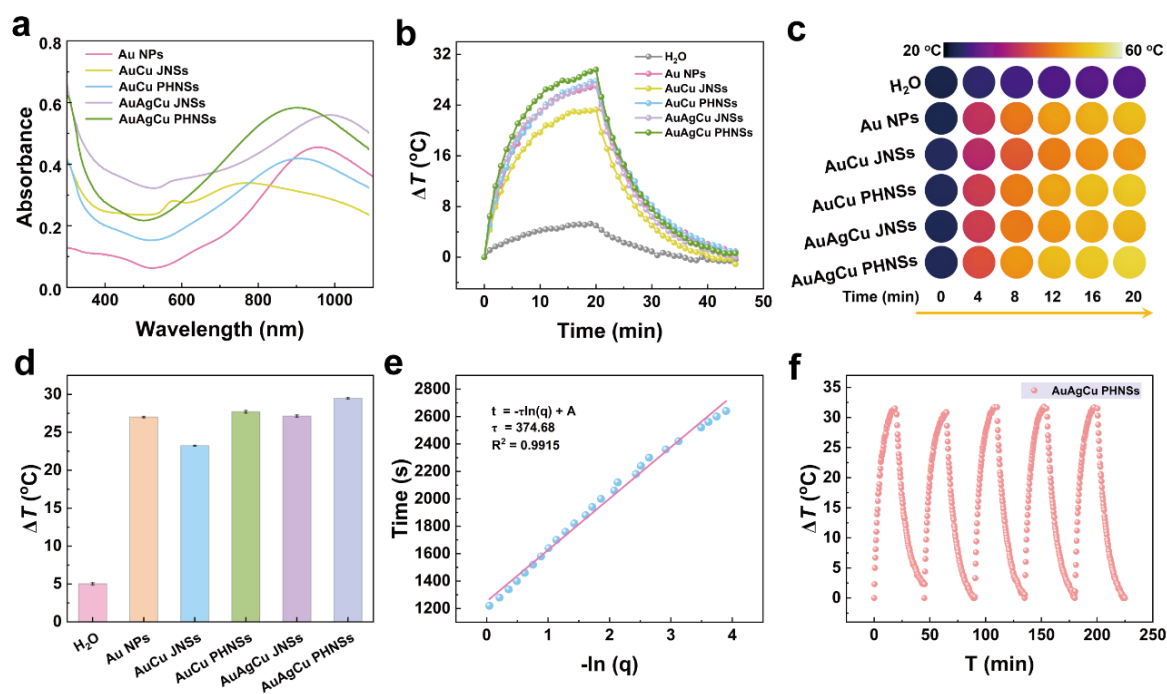 a
0.8
0.6
0.4
0.2
0.0
Absorbance
400
600
800
1000
Wavelength (nm)
Au NPs
AuCu JNSs
AuCu PHNSs
AuAgCu JNSs
AuAgCu PHNSs
b
32
24
16
8
0
ΔT (°C)
0
10
20
30
40
50
Time (min)
H₂O
Au NPs
AuCu JNSs
AuCu PHNSs
AuAgCu JNSs
AuAgCu PHNSs
c
20 °C
60 °C
H₂O
Au NPs
AuCu JNSs
AuCu PHNSs
AuAgCu JNSs
AuAgCu PHNSs
Time (min) 0 4 8 12 16 20
d
30
25
20
15
10
5
0
ΔT (°C)
H₂O
Au NPs
AuCu JNSs
AuCu PHNSs
AuAgCu JNSs
AuAgCu PHNSs
e
2800
2600
2400
2200
2000
1800
1600
1400
1200
Time (s)
t = -τln(q) + A
τ = 374.68
R² = 0.9915
0
1
2
3
4
-ln (q)
f
35
30
25
20
15
10
5
0
ΔT (°C)
AuAgCu PHNSs
0
50
100
150
200
250
T (min)